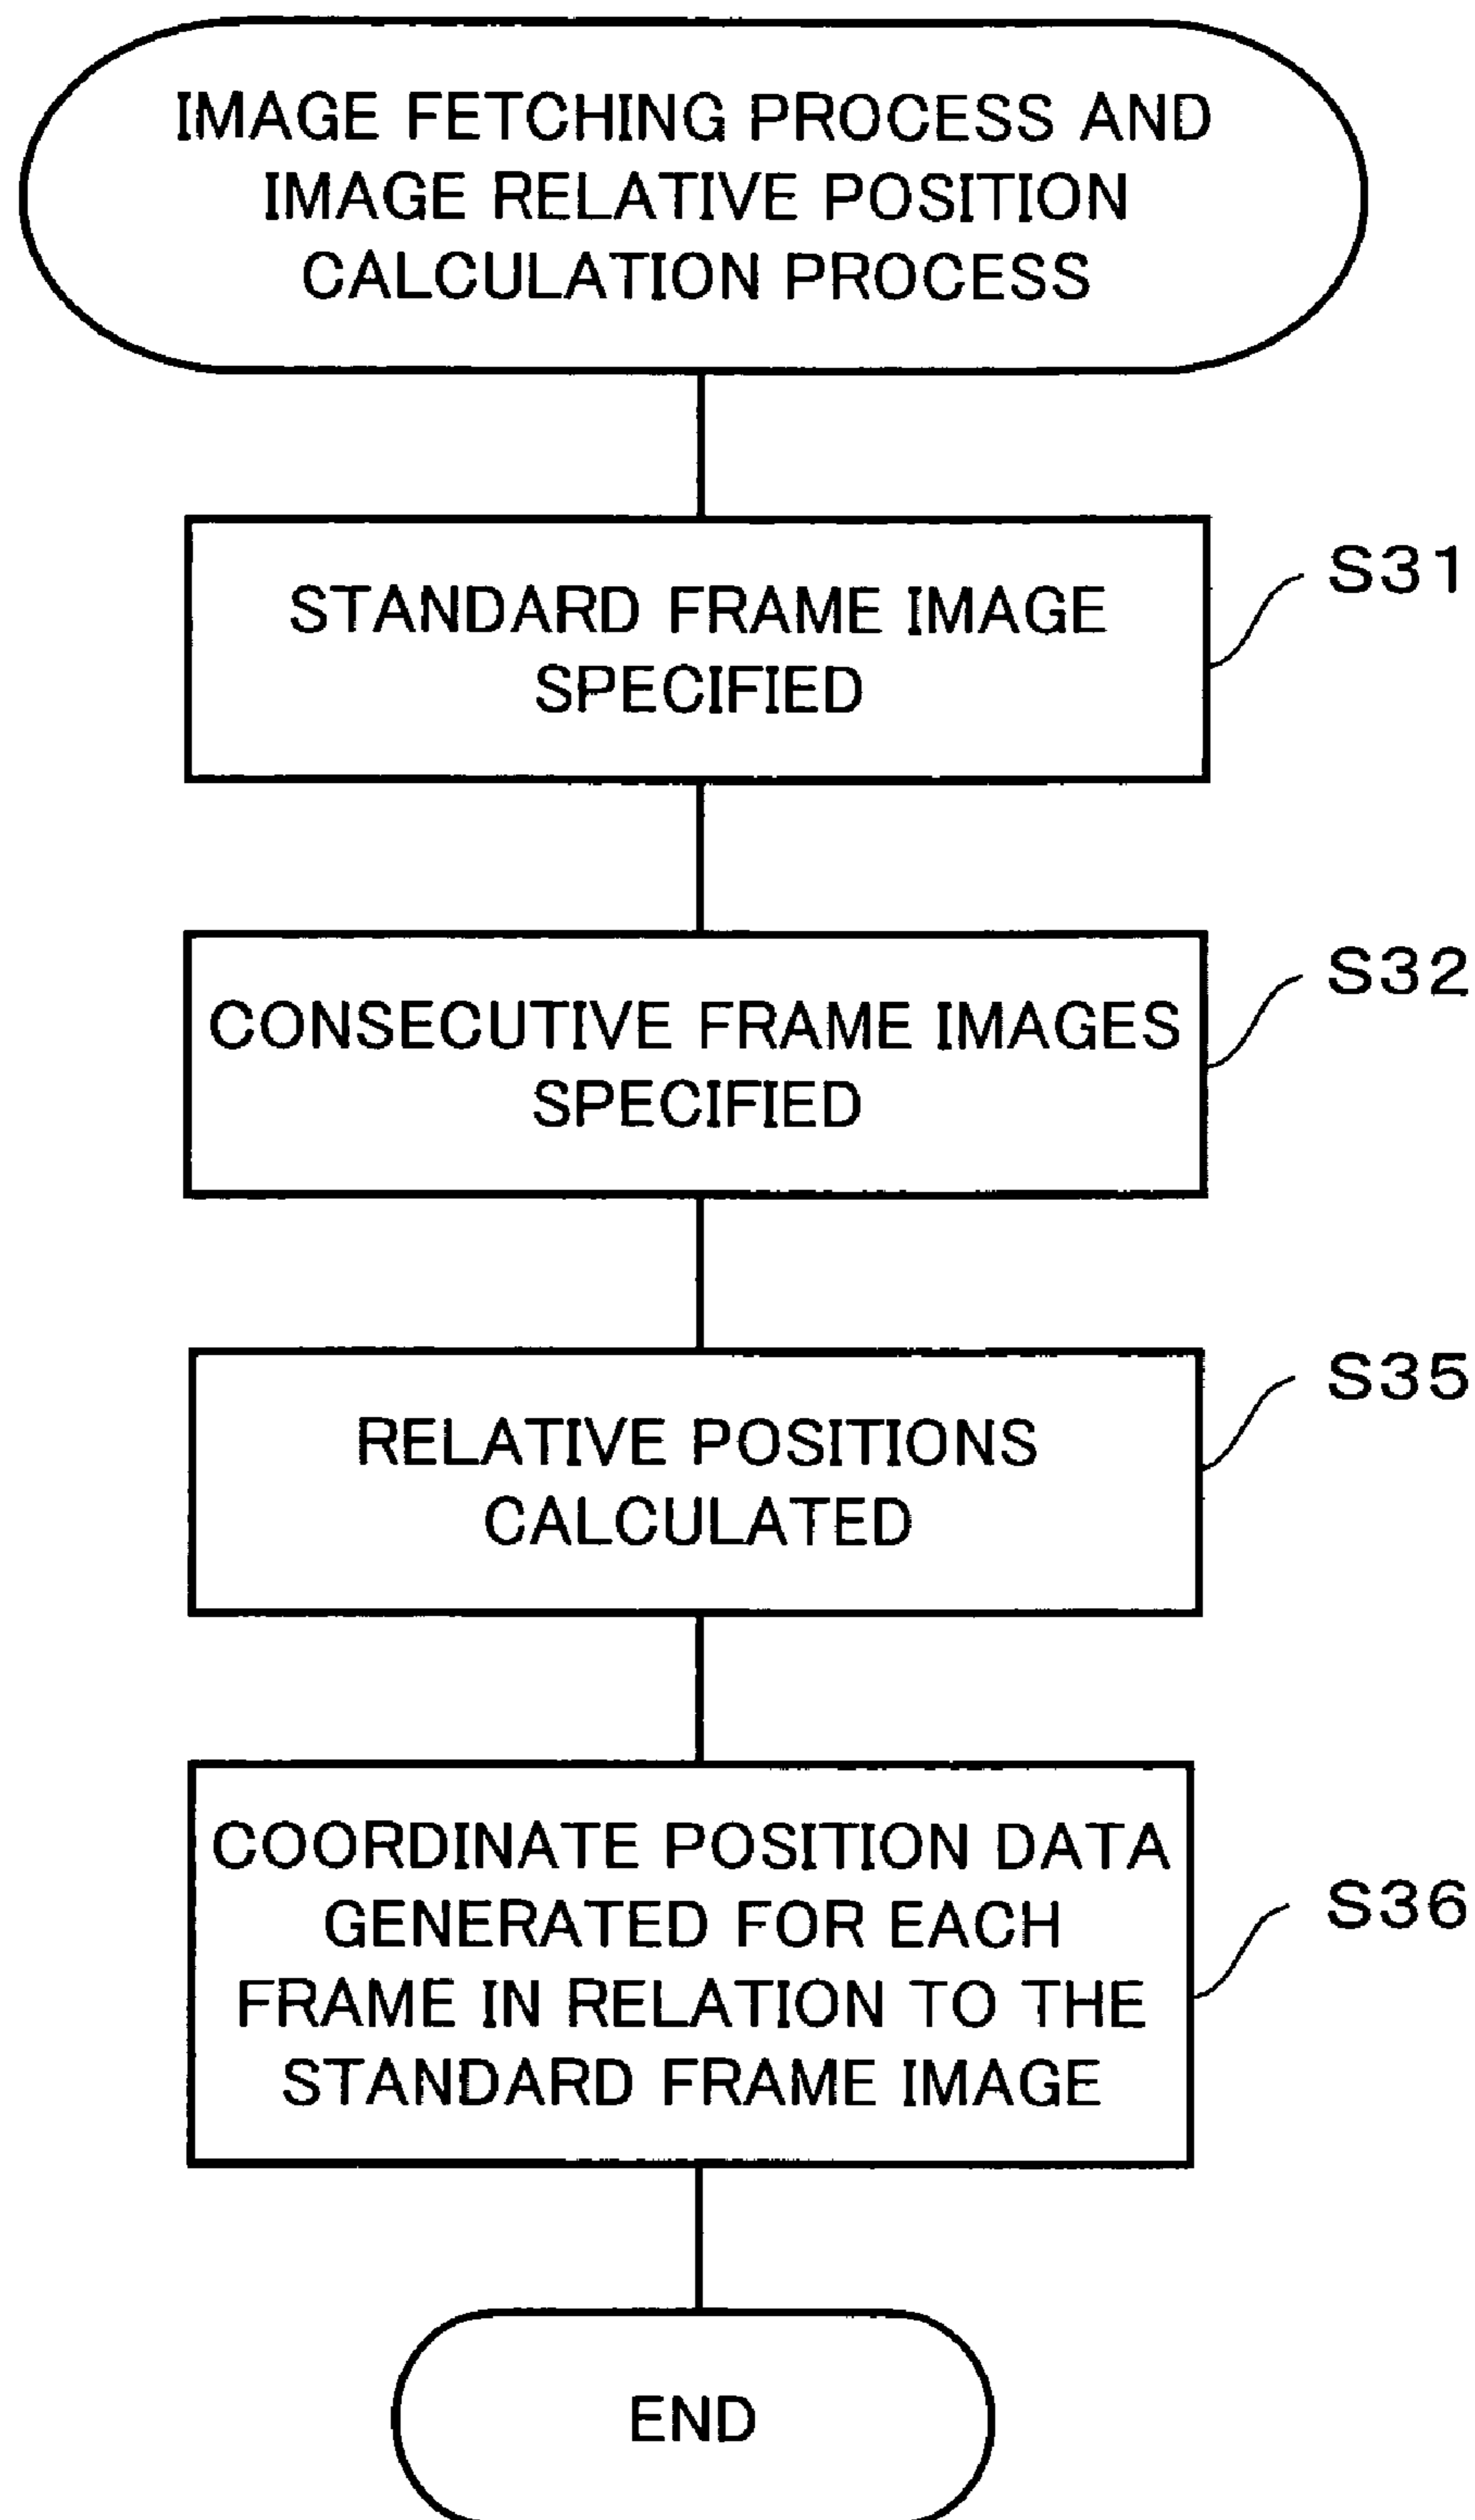 IMAGE FETCHING PROCESS AND
IMAGE RELATIVE POSITION
CALCULATION PROCESS
STANDARD FRAME IMAGE
SPECIFIED
S31
CONSECUTIVE FRAME IMAGES
SPECIFIED
S32
RELATIVE POSITIONS
CALCULATED
S35
COORDINATE POSITION DATA
GENERATED FOR EACH
FRAME IN RELATION TO THE
STANDARD FRAME IMAGE
S36
END